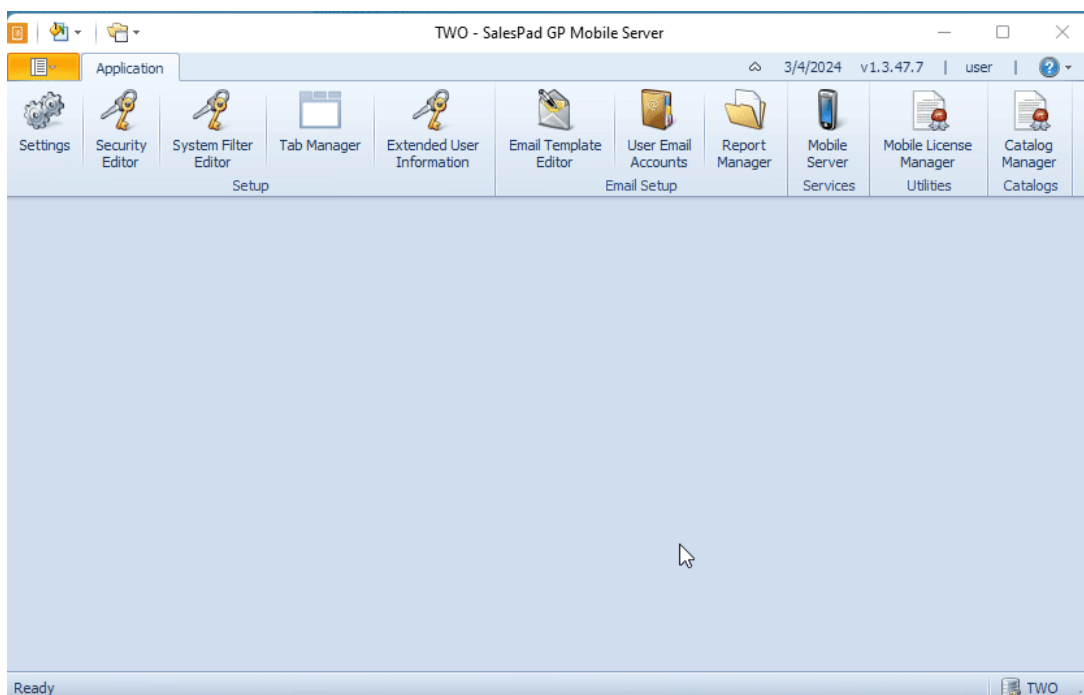 TWO - SalesPad GP Mobile Server
Application
3/4/2024 v1.3.47.7 | user |
Settings
Security
Editor
System Filter
Editor
Tab Manager
Extended User
Information
Email Template
Editor
User Email
Accounts
Report
Manager
Mobile
Server
Mobile License
Manager
Catalog
Manager
Setup
Email Setup
Services
Utilities
Catalogs
Ready
TWO